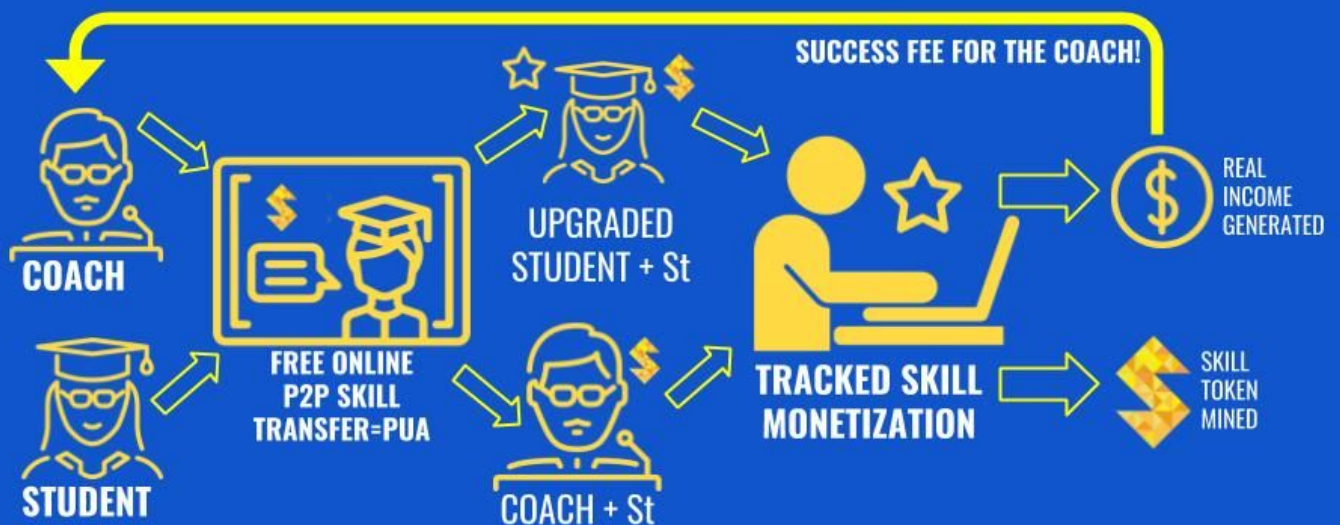 SUCCESS FEE FOR THE COACH!
COACH
STUDENT
FREE ONLINE
P2P SKILL
TRANSFER=PUA
UPGRADED
STUDENT + St
COACH + St
TRACKED SKILL
MONETIZATION
$
REAL
INCOME
GENERATED
SKILL
TOKEN
MINED